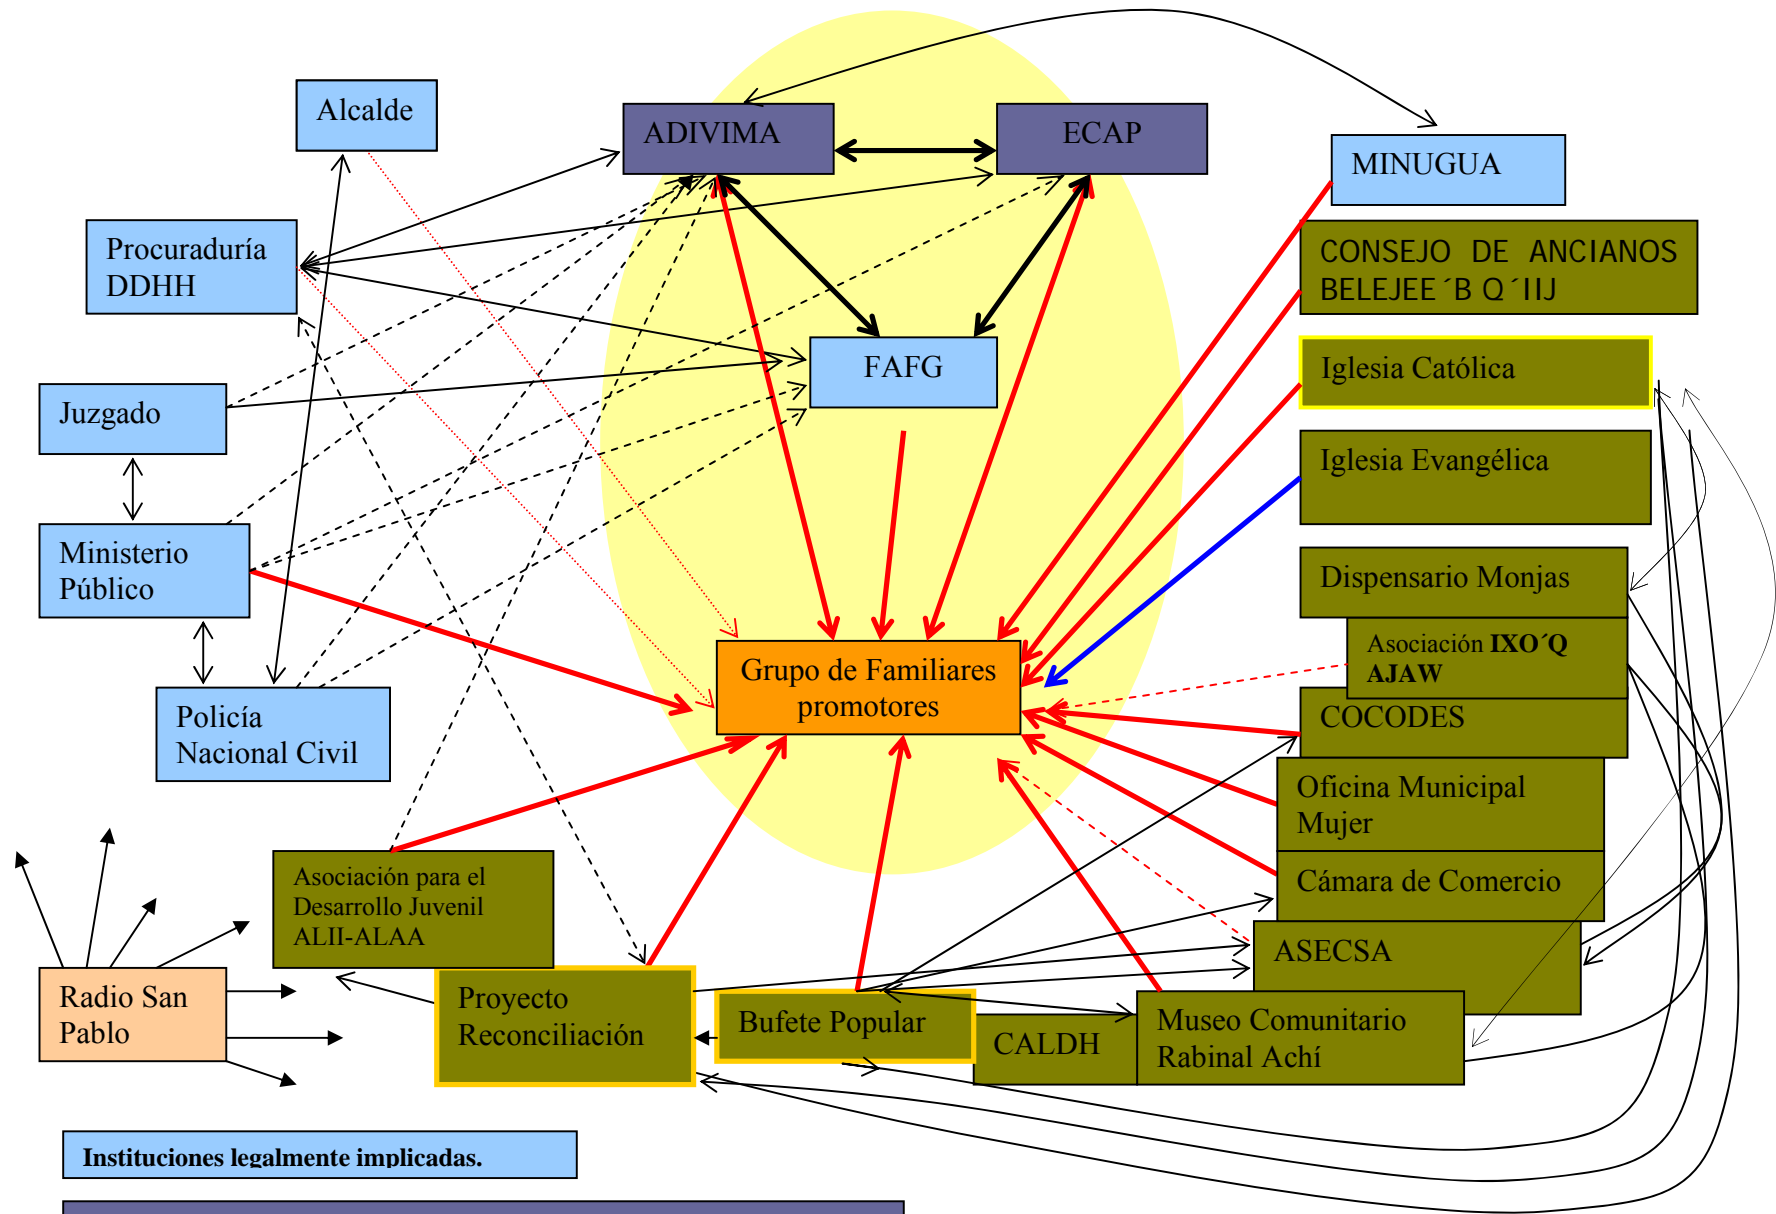 Alcalde
ADIVIMA
ECAP
MINUGUA
Procuraduría
DDHH
CONSEJO DE ANCIANOS
BELEJEE´B Q´IIJ
FAFG
Iglesia Católica
Juzgado
Iglesia Evangélica
Ministerio
Público
Dispensario Monjas
Asociación IXO´Q
AJAW
Grupo de Familiares
promotores
COCODES
Policía
Nacional Civil
Oficina Municipal
Mujer
Cámara de Comercio
Asociación para el
Desarrollo Juvenil
ALII-ALAA
ASECSA
Radio San
Pablo
Proyecto
Reconciliación
Bufete Popular
CALDH
Museo Comunitario
Rabinal Achí
Instituciones legalmente implicadas.